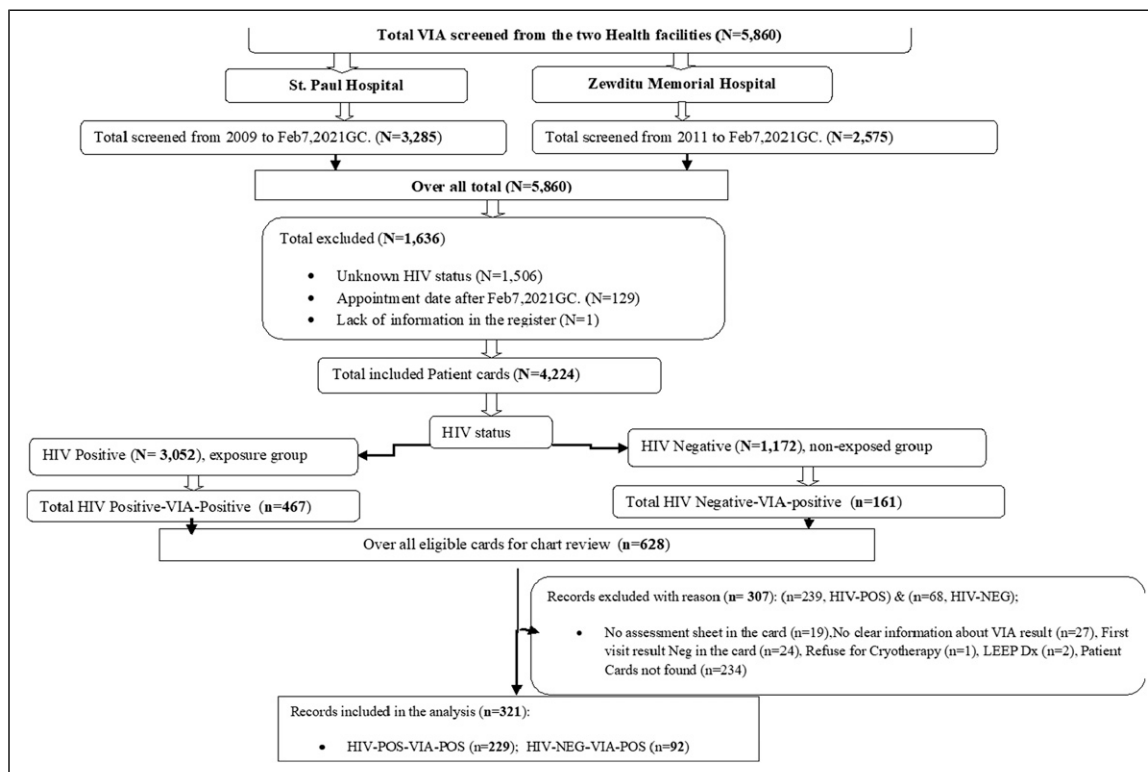 Total VIA screened from the two Health facilities (N=5,860)
St. Paul Hospital
Zewditu Memorial Hospital
Total screened from 2009 to Feb7,2021GC. (N=3,285)
Total screened from 2011 to Feb7,2021GC. (N=2,575)
Over all total (N=5,860)
Total excluded (N=1,636)
• Unknown HIV status (N=1,506)
• Appointment date after Feb7,2021GC. (N=129)
• Lack of information in the register (N=1)
Total included Patient cards (N=4,224)
HIV status
HIV Positive (N= 3,052), exposure group
HIV Negative (N=1,172), non-exposed group
Total HIV Positive-VIA-Positive (n=467)
Total HIV Negative-VIA-positive (n=161)
Over all eligible cards for chart review (n=628)
Records excluded with reason (n= 307): (n=239, HIV-POS) & (n=68, HIV-NEG);
• No assessment sheet in the card (n=19),No clear information about VIA result (n=27), First
visit result Neg in the card (n=24), Refuse for Cryotherapy (n=1), LEEP Dx (n=2), Patient
Cards not found (n=234)
Records included in the analysis (n=321):
• HIV-POS-VIA-POS (n=229); HIV-NEG-VIA-POS (n=92)